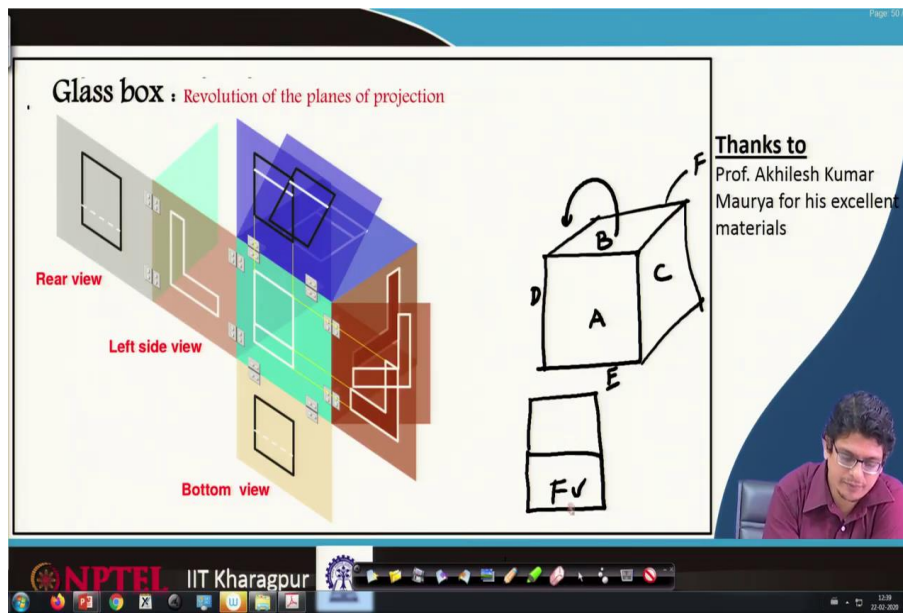 Page: 50
Glass box : Revolution of the planes of projection
Thanks to
Prof. Akhilesh Kumar
Maurya for his excellent
materials
Rear view
Left side view
Bottom view
F
B
D
C
A
E
FV
NPTEL IIT Kharagpur
12:39
22-02-2020